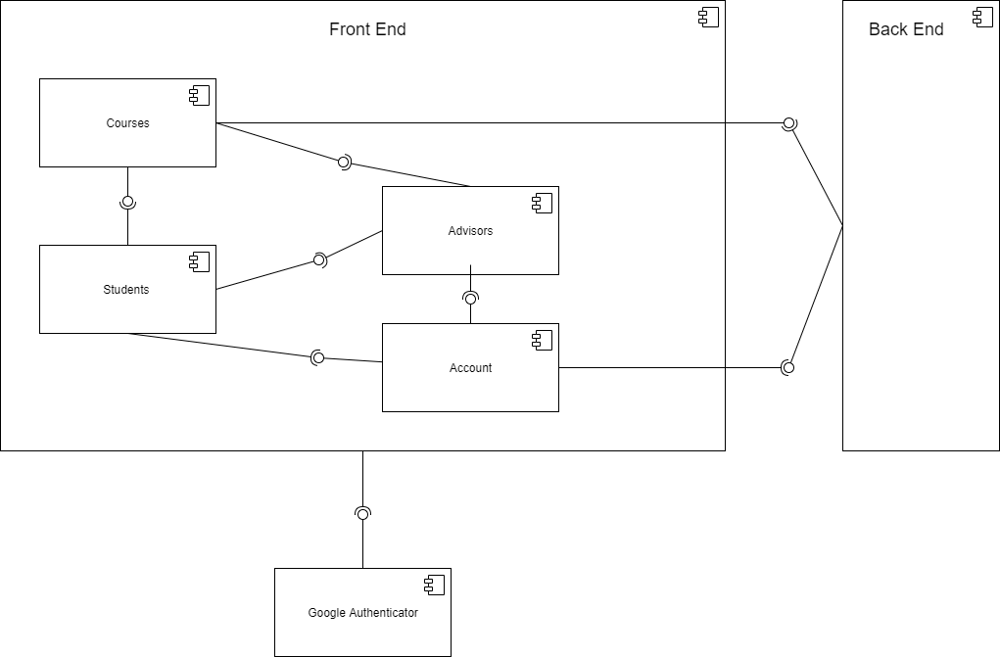 Front End
Back End
Courses
Advisors
Students
Account
Google Authenticator